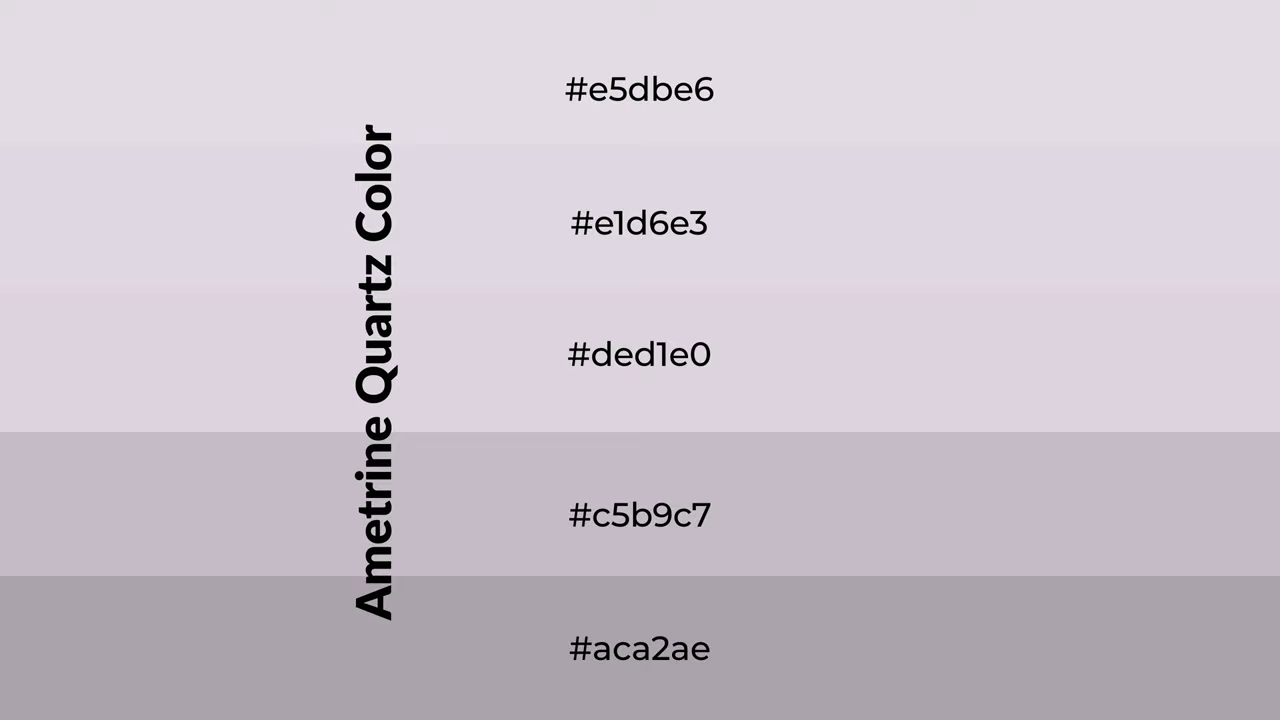 Ametrine Quartz Color
#e5dbe6
#e1d6e3
#ded1e0
#c5b9c7
#aca2ae